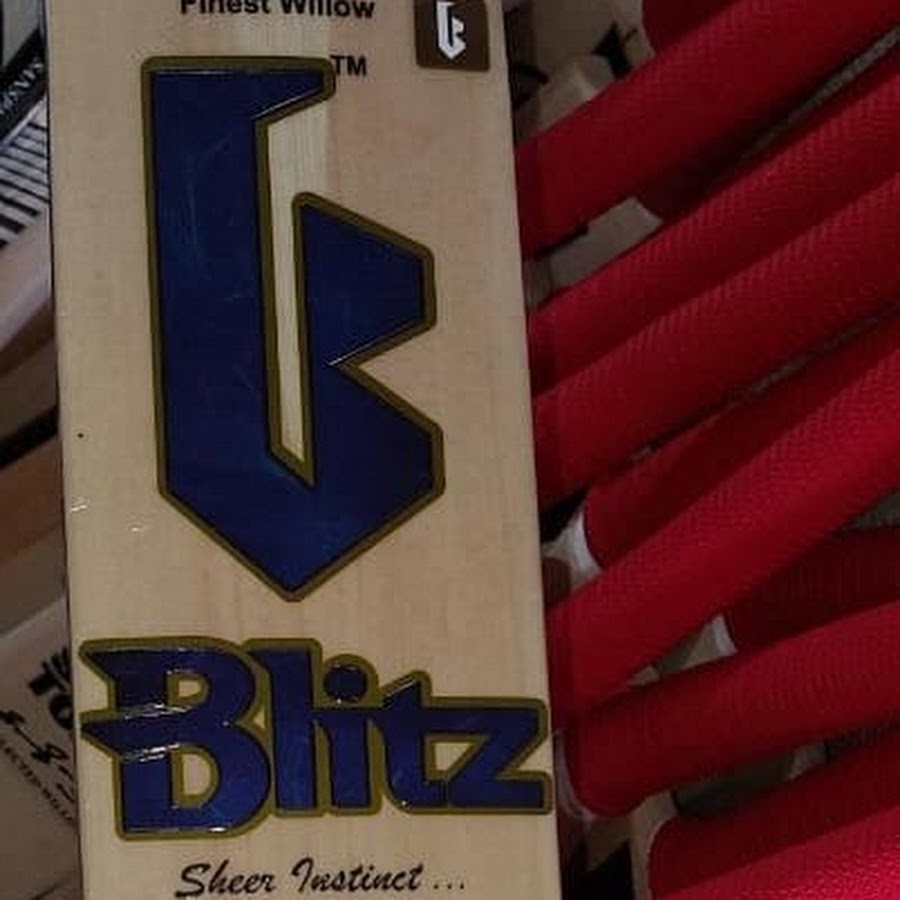 Finest Willow
TM
Blitz
Sheer Instinct ...